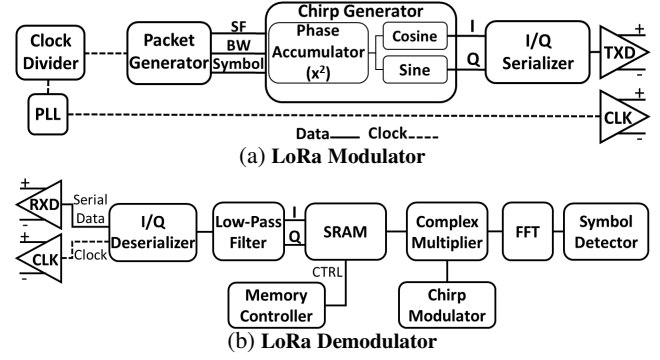 Chirp Generator
Clock Divider
Packet Generator
SF
BW
Symbol
Phase Accumulator (x²)
Cosine
Sine
I
Q
I/Q Serializer
+
TXD
-
PLL
+
CLK
-
Data Clock
(a) LoRa Modulator
+
RXD
-
Serial Data
+
CLK
-
Clock
I/Q Deserializer
Low-Pass Filter
I
Q
SRAM
Complex Multiplier
FFT
Symbol Detector
CTRL
Memory Controller
Chirp Modulator
(b) LoRa Demodulator